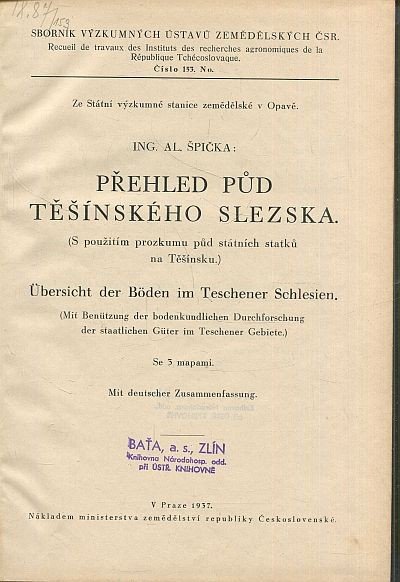 18.87/153
SBORNÍK VÝZKUMNÝCH ÚSTAVŮ ZEMĚDĚLSKÝCH ČSR.
Recueil de travaux des Instituts des recherches agronomiques de la
République Tchécoslovaque.
Číslo 153. No.
Ze Státní výzkumné stanice zemědělské v Opavě.
ING. AL. ŠPIČKA:
PŘEHLED PŮD
TĚŠÍNSKÉHO SLEZSKA.
(S použitím prozkumu půd státních statků
na Těšínsku.)
Übersicht der Böden im Teschener Schlesien.
(Mit Benützung der bodenkundlichen Durchforschung
der staatlichen Güter im Teschener Gebiete.)
Se 3 mapami.
Mit deutscher Zusammenfassung.
BAŤA, a. s., ZLÍN
Knihovna Národohosp. odd.
při ÚSTŘ. KNIHOVNĚ
V Praze 1937.
Nákladem ministerstva zemědělství republiky Československé.